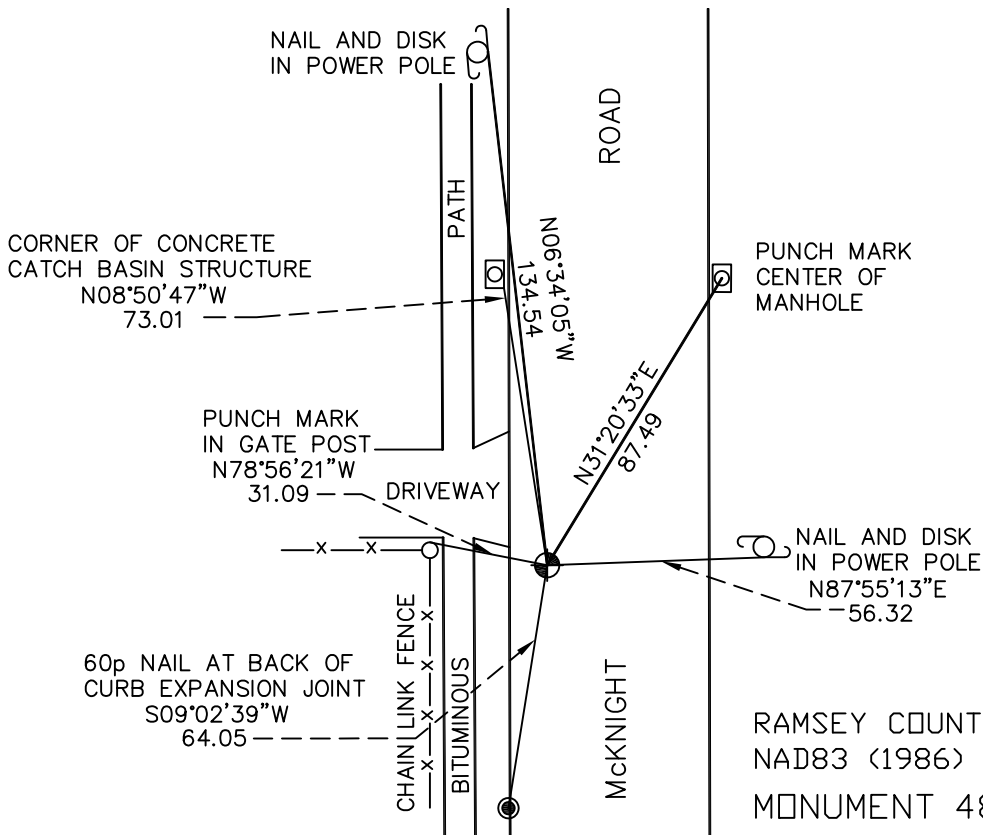 NAIL AND DISK
IN POWER POLE
ROAD
PATH
CORNER OF CONCRETE
CATCH BASIN STRUCTURE
N08°50'47"W
73.01
N06°34'05"W
134.54
PUNCH MARK
CENTER OF
MANHOLE
N31°20'33"E
87.49
PUNCH MARK
IN GATE POST
N78°56'21"W
31.09
DRIVEWAY
NAIL AND DISK
IN POWER POLE
N87°55'13"E
56.32
60p NAIL AT BACK OF
CURB EXPANSION JOINT
S09°02'39"W
64.05
CHAIN LINK FENCE
BITUMINOUS
McKNIGHT
RAMSEY COUNT
NAD83 (1986)
MONUMENT 48